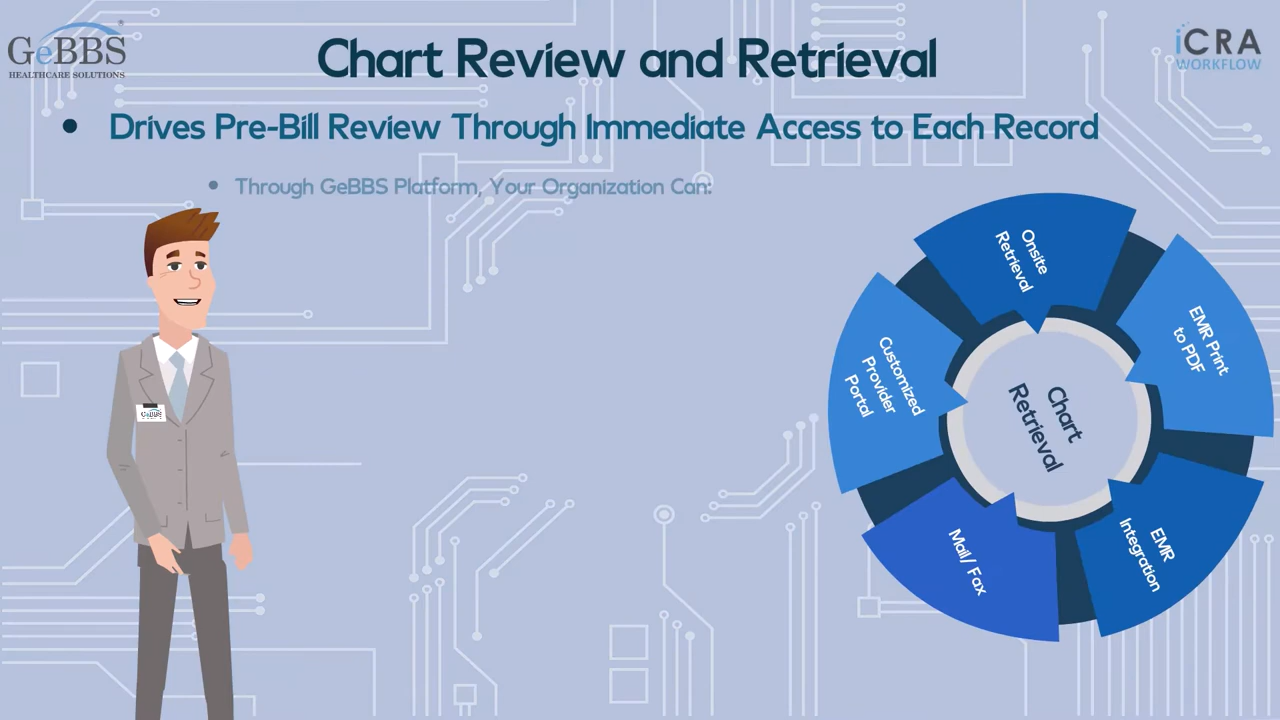 GeBBS
HEALTHCARE SOLUTIONS
®
Chart Review and Retrieval
iCRA
WORKFLOW
• Drives Pre-Bill Review Through Immediate Access to Each Record
• Through GeBBS Platform, Your Organization Can:
Onsite
Retrieval
EMR Print
to PDF
Customized
Provider
Portal
Chart
Retrieval
GeBBS
Mail/ Fax
EMR
Integration